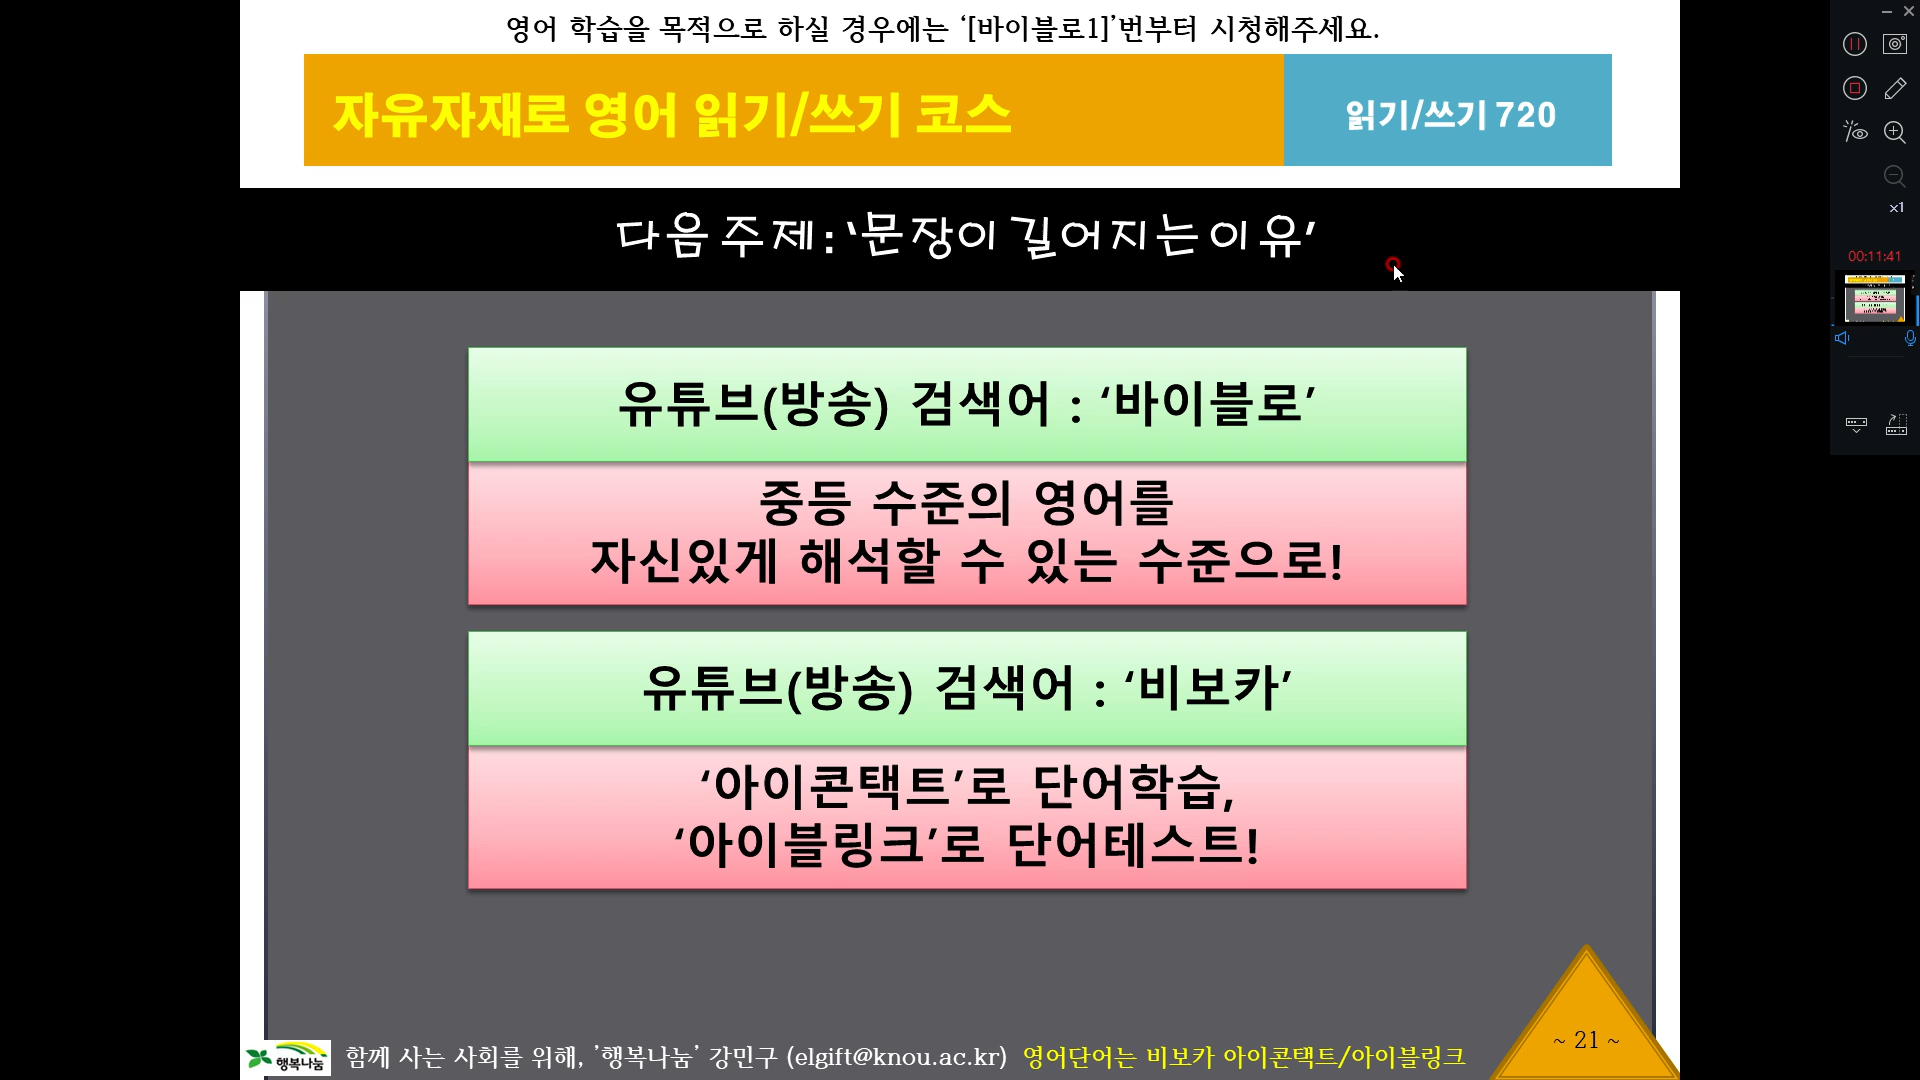 영어 학습을 목적으로 하실 경우에는 ‘[바이블로1]’번부터 시청해주세요.
자유자재로 영어 읽기/쓰기 코스
읽기/쓰기 720
다음 주제 : ‘문장이 길어지는 이유’
유튜브(방송) 검색어 : ‘바이블로’
중등 수준의 영어를
자신있게 해석할 수 있는 수준으로!
유튜브(방송) 검색어 : ‘비보카’
‘아이콘택트’로 단어학습,
‘아이블링크’로 단어테스트!
x1
00:11:41
~ 21 ~
행복나눔
함께 사는 사회를 위해, ’행복나눔’ 강민구 (elgift@knou.ac.kr) 영어단어는 비보카 아이콘택트/아이블링크